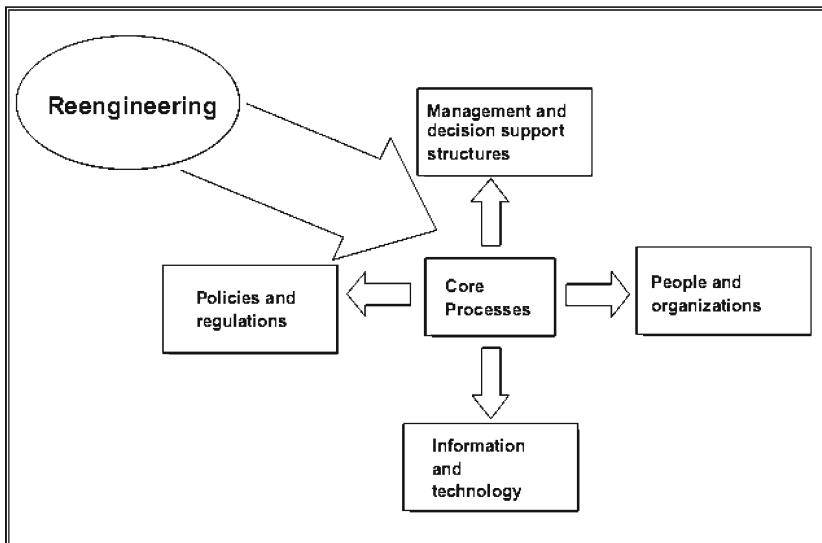 Reengineering
Management and
decision support
structures
Policies and
regulations
Core
Processes
People and
organizations
Information
and
technology